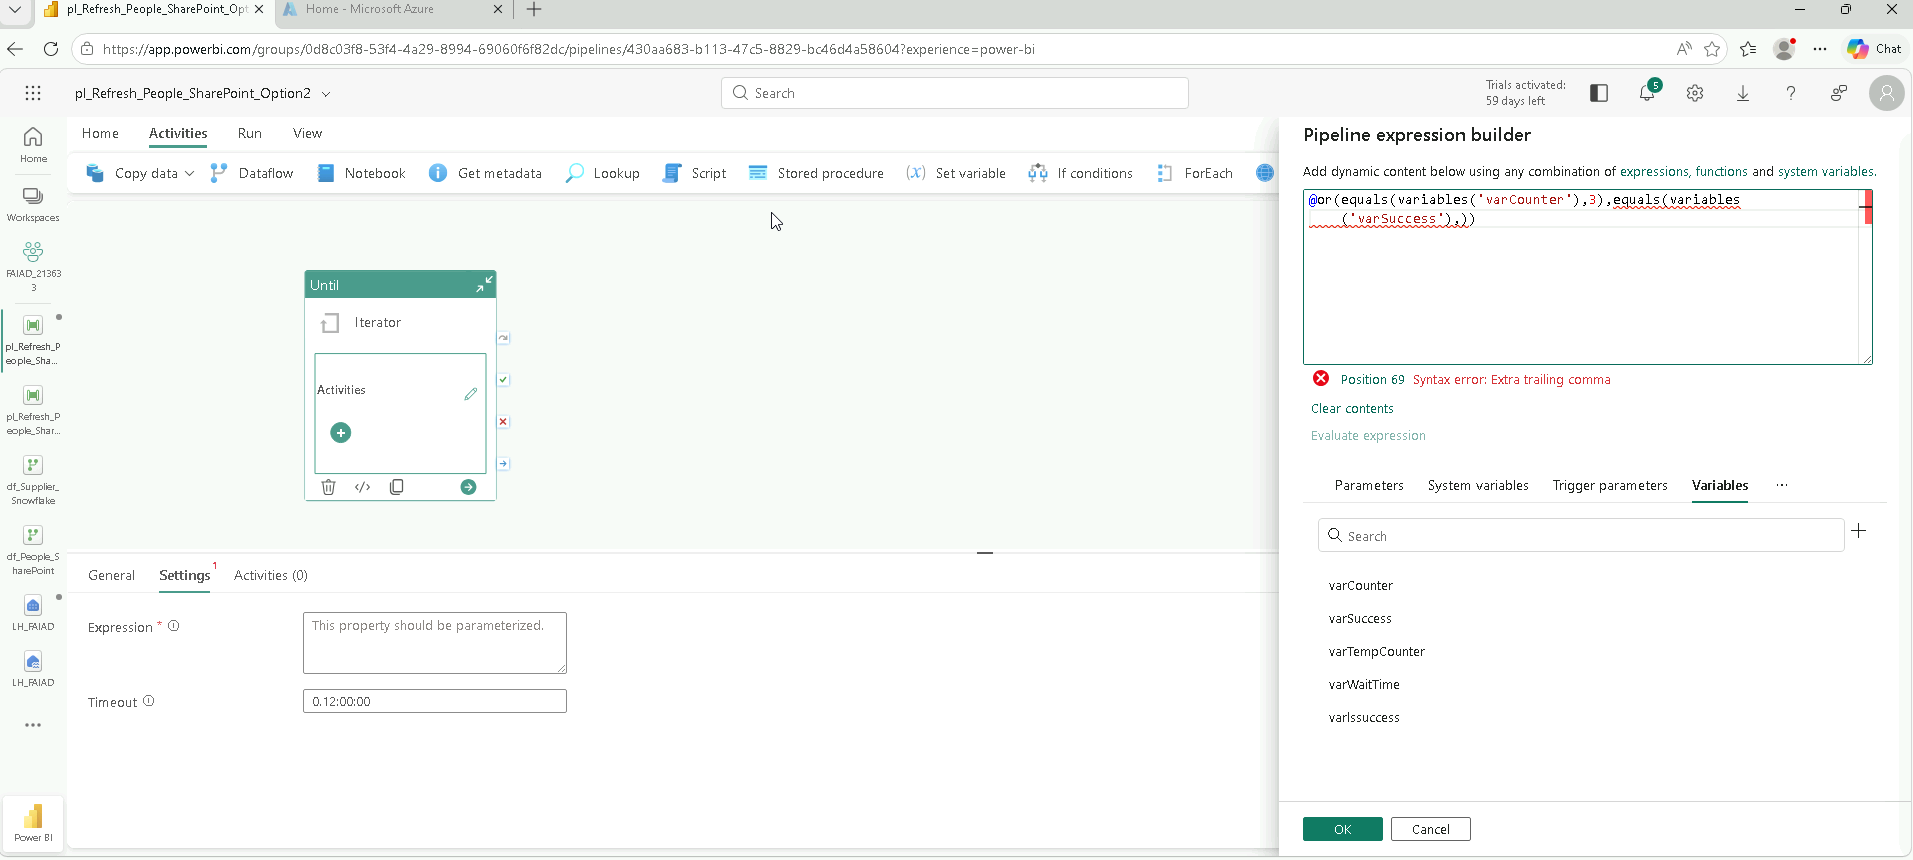 pl_Refresh_People_SharePoint_Opt
Home - Microsoft Azure
https://app.powerbi.com/groups/0d8c03f8-53f4-4a29-8994-69060f6f82dc/pipelines/430aa683-b113-47c5-8829-bc46d4a58604?experience=power-bi
Chat
pl_Refresh_People_SharePoint_Option2
Search
Trials activated:
59 days left
5
Home
Activities
Run
View
Copy data
Dataflow
Notebook
Get metadata
Lookup
Script
Stored procedure
(x) Set variable
If conditions
ForEach
Home
Workspaces
FAIAD_21363
3
pl_Refresh_P
eople_Sha...
pl_Refresh_P
eople_Shar...
df_Supplier_
Snowflake
df_People_S
harePoint
LH_FAIAD
LH_FAIAD
Power BI
Until
Iterator
Activities
General
Settings 1
Activities (0)
Expression *
This property should be parameterized.
Timeout
0.12:00:00
Pipeline expression builder
Add dynamic content below using any combination of expressions, functions and system variables.
@or(equals(variables('varCounter'),3),equals(variables
('varSuccess'),))
Position 69 Syntax error: Extra trailing comma
Clear contents
Evaluate expression
Parameters
System variables
Trigger parameters
Variables
...
Search
varCounter
varSuccess
varTempCounter
varWaitTime
varIssuccess
OK
Cancel